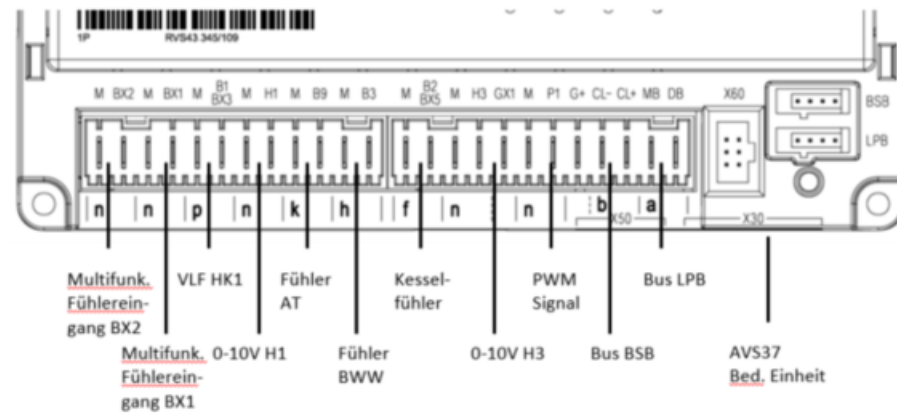 1P RVS43.345/109
M BX2 M BX1 M B1 BX3 M H1 M B9 M B3 M B2 BX5 M H3 GX1 M P1 G+ CL- CL+ MB DB X60
BSB
LPB
n n p n k h f n n b a
X50 X30
Multifunk. Fühlerein- gang BX2
VLF HK1
Fühler AT
Kessel- fühler
PWM Signal
Bus LPB
Multifunk. Fühlerein- gang BX1
0-10V H1
Fühler BWW
0-10V H3
Bus BSB
AVS37 Bed. Einheit